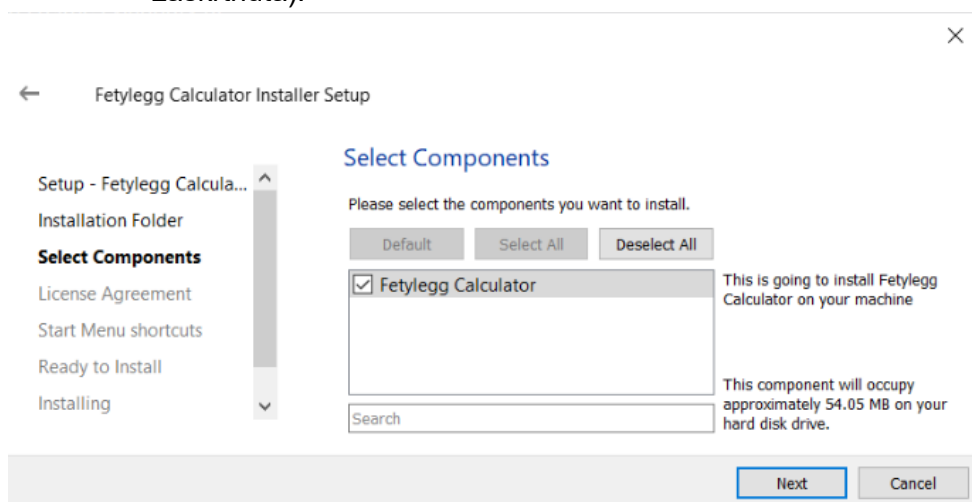 Fetylegg Calculator Installer Setup
Setup - Fetylegg Calcula...
Installation Folder
Select Components
License Agreement
Start Menu shortcuts
Ready to Install
Installing
Select Components
Please select the components you want to install.
Default
Select All
Deselect All
Fetylegg Calculator
Search
This is going to install Fetylegg
Calculator on your machine
This component will occupy
approximately 54.05 MB on your
hard disk drive.
Next
Cancel